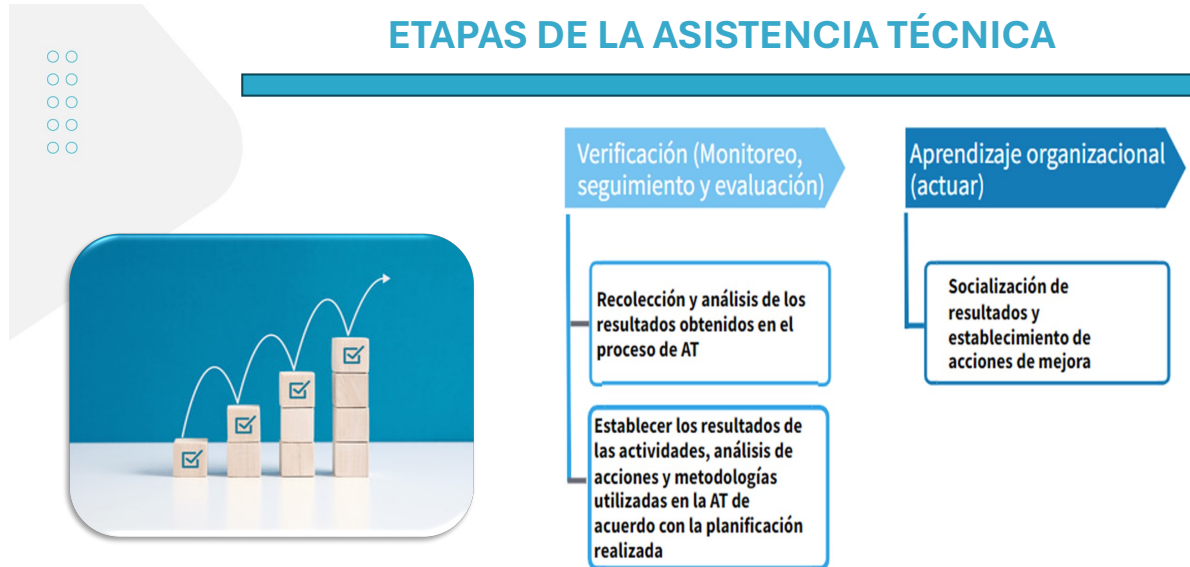 ETAPAS DE LA ASISTENCIA TÉCNICA
Verificación (Monitoreo,
seguimiento y evaluación)
Recolección y análisis de los
resultados obtenidos en el
proceso de AT
Establecer los resultados de
las actividades, análisis de
acciones y metodologías
utilizadas en la AT de
acuerdo con la planificación
realizada
Aprendizaje organizacional
(actuar)
Socialización de
resultados y
establecimiento de
acciones de mejora